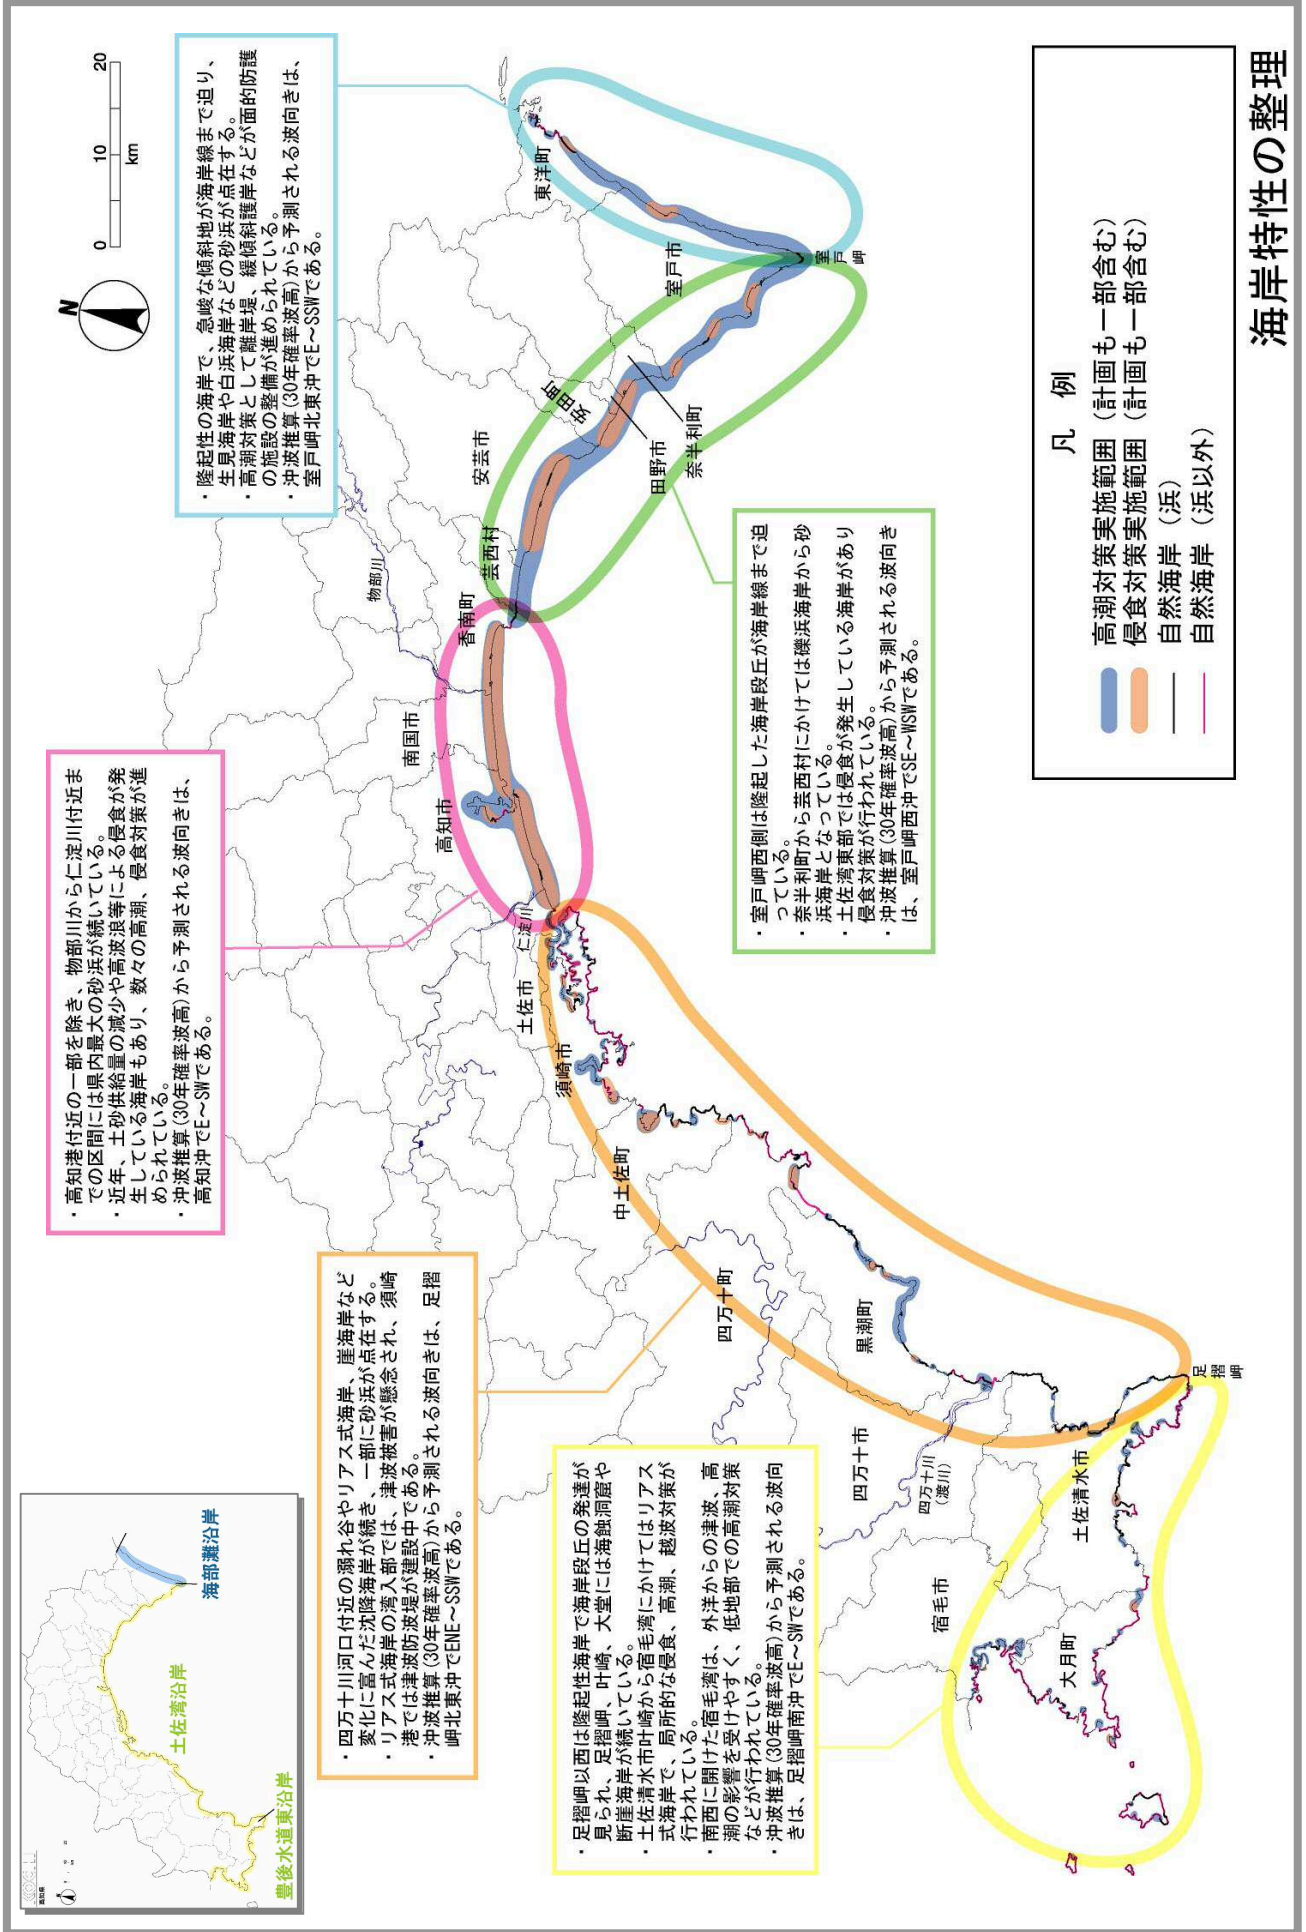 海岸特性の整理
N
0 10 20
km
凡 例
高潮対策実施範囲（計画も一部含む）
侵食対策実施範囲（計画も一部含む）
自然海岸（浜）
自然海岸（浜以外）
・隆起性の海岸で、急峻な傾斜地が海岸線まで迫り、
生見海岸や白浜海岸などの砂浜が点在する。
・高潮対策として離岸堤、緩傾斜護岸などが面的防護
の施設の整備が進められている。
・沖波推算(30年確率波高)から予測される波向きは、
室戸岬北東沖でE～SSWである。
・室戸岬西側は隆起した海岸段丘が海岸線まで迫
っている。
・奈半利町から芸西村にかけては礫浜海岸から砂
浜海岸となっている。
・土佐湾東部では侵食が発生している海岸があり
侵食対策が行われている。
・沖波推算(30年確率波高)から予測される波向き
は、室戸岬西沖でSE～WSWである。
・高知港付近の一部を除き、物部川から仁淀川付近ま
での区間には県内最大の砂浜が続いている。
・近年、土砂供給量の減少や高波浪等による侵食が発
生している海岸もあり、数々の高潮、侵食対策が進
められている。
・沖波推算(30年確率波高)から予測される波向きは、
高知沖でE～SWである。
・四万十川河口付近の溺れ谷やリアス式海岸、崖海岸など
変化に富んだ沈降海岸が続き、一部に砂浜が点在する。
・リアス式海岸の湾入部では、津波被害が懸念され、須崎
港では津波防波堤が建設中である。
・沖波推算(30年確率波高)から予測される波向きは、足摺
岬北東沖でENE～SSWである。
・足摺岬以西は隆起性海岸で海岸段丘の発達が
見られ、足摺岬、叶崎、大堂には海蝕洞窟や
断崖海岸が続いている。
・土佐清水市叶崎から宿毛湾にかけてはリアス
式海岸で、局所的な侵食、高潮、越波対策が
行われている。
・南西に開けた宿毛湾は、外洋からの津波、高
潮の影響を受けやすく、低地部での高潮対策
などが行われている。
・沖波推算(30年確率波高)から予測される波向
きは、足摺岬南沖でE～SWである。
東洋町
室戸市
室戸岬
奈半利町
田野市
安田町
安芸市
芸西村
香南町
物部川
南国市
高知市
仁淀川
土佐市
須崎市
中土佐町
四万十町
黒潮町
四万十市
四万十川
（渡川）
足摺岬
土佐清水市
宿毛市
大月町
海部灘沿岸
土佐湾沿岸
豊後水道東沿岸
高知県